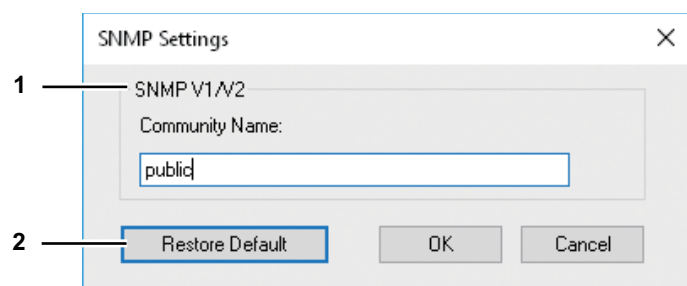 SNMP Settings
1
SNMP V1/V2
Community Name:
public
2
Restore Default
OK
Cancel